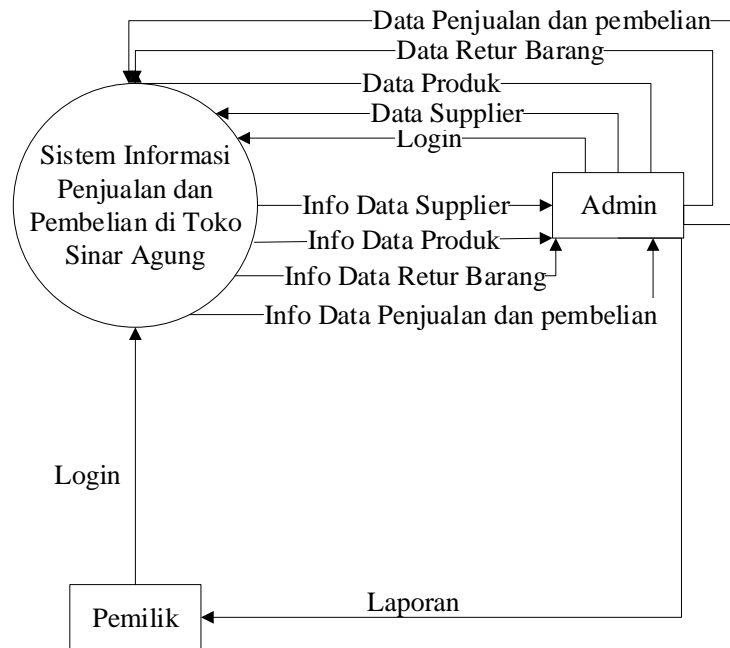 Data Penjualan dan pembelian
Data Retur Barang
Data Produk
Data Supplier
Login
Sistem Informasi
Penjualan dan
Pembelian di Toko
Sinar Agung
Admin
Info Data Supplier
Info Data Produk
Info Data Retur Barang
Info Data Penjualan dan pembelian
Login
Laporan
Pemilik